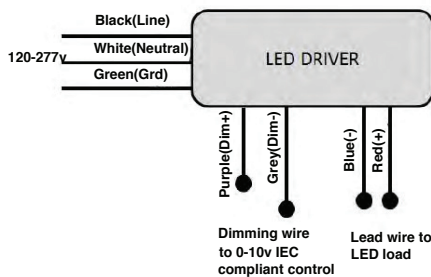 Black(Line)
White(Neutral)
120-277v
Green(Grd)
LED DRIVER
Purple(Dim+)
Grey(Dim-)
Blue(-)
Red(+)
Dimming wire
to 0-10v IEC
compliant control
Lead wire to
LED load